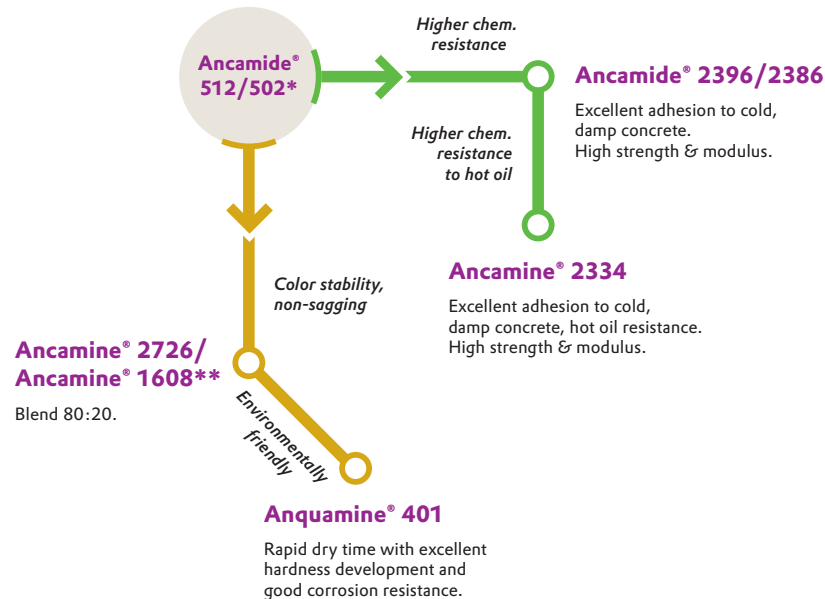 Ancamide®
512/502*
Higher chem.
resistance
Ancamide® 2396/2386
Excellent adhesion to cold,
damp concrete.
High strength & modulus.
Higher chem.
resistance
to hot oil
Ancamine® 2334
Excellent adhesion to cold,
damp concrete, hot oil resistance.
High strength & modulus.
Color stability,
non-sagging
Ancamine® 2726/
Ancamine® 1608**
Blend 80:20.
Environmentally
friendly
Anquamine® 401
Rapid dry time with excellent
hardness development and
good corrosion resistance.